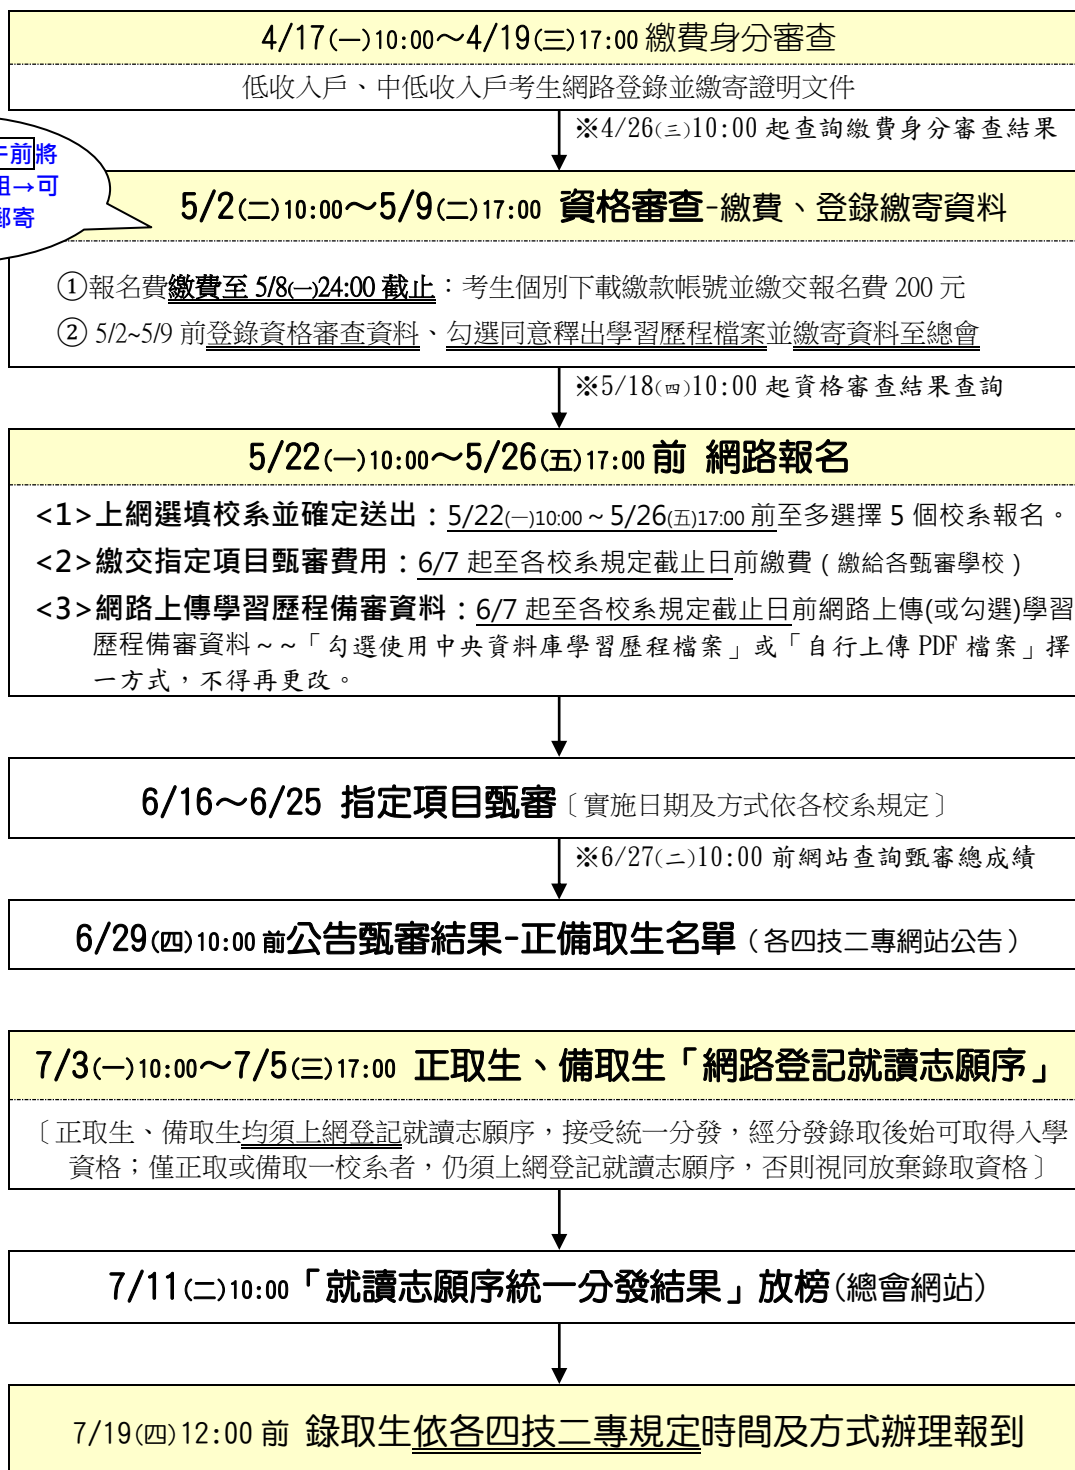 4/17(一)10:00～4/19(三)17:00 繳費身分審查
低收入戶、中低收入戶考生網路登錄並繳寄證明文件
※4/26(三)10:00 起查詢繳費身分審查結果
午前將
組→可
郵寄
5/2(二)10:00～5/9(二)17:00 資格審查-繳費、登錄繳寄資料
①報名費繳費至 5/8(一)24:00 截止：考生個別下載繳款帳號並繳交報名費 200 元
② 5/2~5/9 前登錄資格審查資料、勾選同意釋出學習歷程檔案並繳寄資料至總會
※5/18(四)10:00 起資格審查結果查詢
5/22(一)10:00～5/26(五)17:00 前 網路報名
<1>上網選填校系並確定送出：5/22(一)10:00 ~ 5/26(五)17:00 前至多選擇 5 個校系報名。
<2>繳交指定項目甄審費用：6/7 起至各校系規定截止日前繳費（繳給各甄審學校）
<3>網路上傳學習歷程備審資料：6/7 起至各校系規定截止日前網路上傳(或勾選)學習
歷程備審資料~~「勾選使用中央資料庫學習歷程檔案」或「自行上傳 PDF 檔案」擇
一方式，不得再更改。
6/16～6/25 指定項目甄審〔實施日期及方式依各校系規定〕
※6/27(二)10:00 前網站查詢甄審總成績
6/29(四)10:00 前公告甄審結果-正備取生名單（各四技二專網站公告）
7/3(一)10:00～7/5(三)17:00 正取生、備取生「網路登記就讀志願序」
〔正取生、備取生均須上網登記就讀志願序，接受統一分發，經分發錄取後始可取得入學
資格；僅正取或備取一校系者，仍須上網登記就讀志願序，否則視同放棄錄取資格〕
7/11(二)10:00「就讀志願序統一分發結果」放榜(總會網站)
7/19(四)12:00 前 錄取生依各四技二專規定時間及方式辦理報到